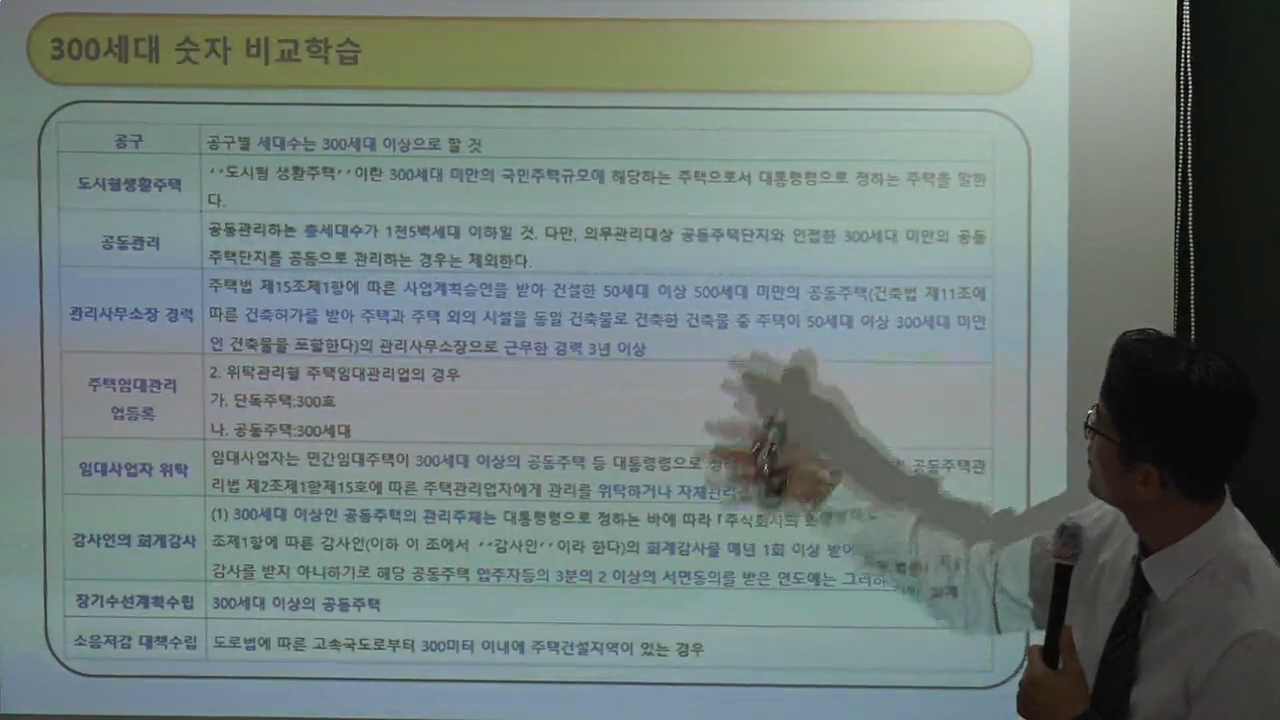 300세대 숫자 비교학습
공구
공구별 세대수는 300세대 이상으로 할 것
도시형생활주택
‘‘도시형 생활주택’’이란 300세대 미만의 국민주택규모에 해당하는 주택으로서 대통령령으로 정하는 주택을 말한
다.
공동관리
공동관리하는 총세대수가 1천5백세대 이하일 것. 다만, 의무관리대상 공동주택단지와 인접한 300세대 미만의 공동
주택단지를 공동으로 관리하는 경우는 제외한다.
관리사무소장 경력
주택법 제15조제1항에 따른 사업계획승인을 받아 건설한 50세대 이상 500세대 미만의 공동주택(건축법 제11조에
따른 건축허가를 받아 주택과 주택 외의 시설을 동일 건축물로 건축한 건축물 중 주택이 50세대 이상 300세대 미만
인 건축물을 포함한다)의 관리사무소장으로 근무한 경력 3년 이상
주택임대관리
업등록
2. 위탁관리형 주택임대관리업의 경우
가. 단독주택:300호
나. 공동주택:300세대
임대사업자 위탁
임대사업자는 민간임대주택이 300세대 이상의 공동주택 등 대통령령으로 공동주택관
리법 제2조제1항제15호에 따른 주택관리업자에게 관리를 위탁하거나 자체관리
감사인의 회계감사
(1) 300세대 이상인 공동주택의 관리주체는 대통령령으로 정하는 바에 따라 「주식회사의
조제1항에 따른 감사인(이하 이 조에서 ‘‘감사인’’이라 한다)의 회계감사를 매년 1회 이상 받아
감사를 받지 아니하기로 해당 공동주택 입주자등의 3분의 2 이상의 서면동의를 받은 연도에는
장기수선계획수립
300세대 이상의 공동주택
소음저감 대책수립
도로법에 따른 고속국도로부터 300미터 이내에 주택건설지역이 있는 경우